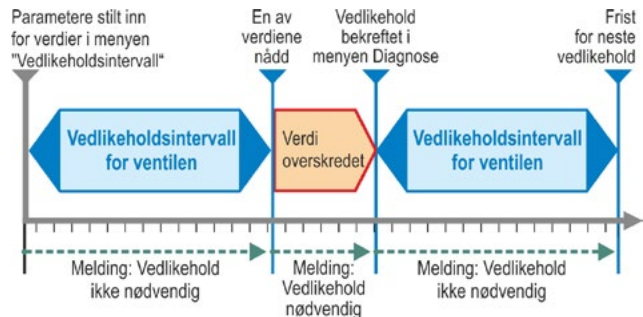 Parametere stilt inn
for verdier i menyen
"Vedlikeholdsintervall“
En av
verdiene
nådd
Vedlikehold
bekreftet i
menyen Diagnose
Frist
for neste
vedlikehold
Vedlikeholdsintervall
for ventilen
Verdi
overskredet
Vedlikeholdsintervall
for ventilen
Melding: Vedlikehold
ikke nødvendig
Melding:
Vedlikehold
nødvendig
Melding: Vedlikehold
ikke nødvendig